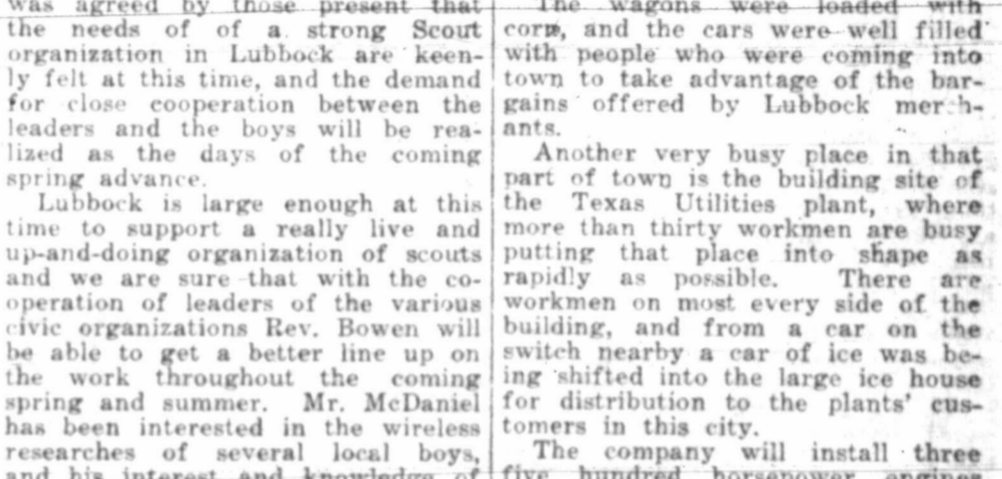 was agreed by those present that
the needs of of a strong Scout
organization in Lubbock are keen-
ly felt at this time, and the demand
for close cooperation between the
leaders and the boys will be rea-
lized as the days of the coming
spring advance.
Lubbock is large enough at this
time to support a really live and
up-and-doing organization of scouts
and we are sure that with the co-
operation of leaders of the various
civic organizations Rev. Bowen will
be able to get a better line up on
the work throughout the coming
spring and summer. Mr. McDaniel
has been interested in the wireless
researches of several local boys,
and his interest and knowledge of
The wagons were loaded with
corn, and the cars were well filled
with people who were coming into
town to take advantage of the bar-
gains offered by Lubbock merch-
ants.
Another very busy place in that
part of town is the building site of
the Texas Utilities plant, where
more than thirty workmen are busy
putting that place into shape as
rapidly as possible. There are
workmen on most every side of the
building, and from a car on the
switch nearby a car of ice was be-
ing shifted into the large ice house
for distribution to the plants' cus-
tomers in this city.
The company will install three
five hundred horsepower engines